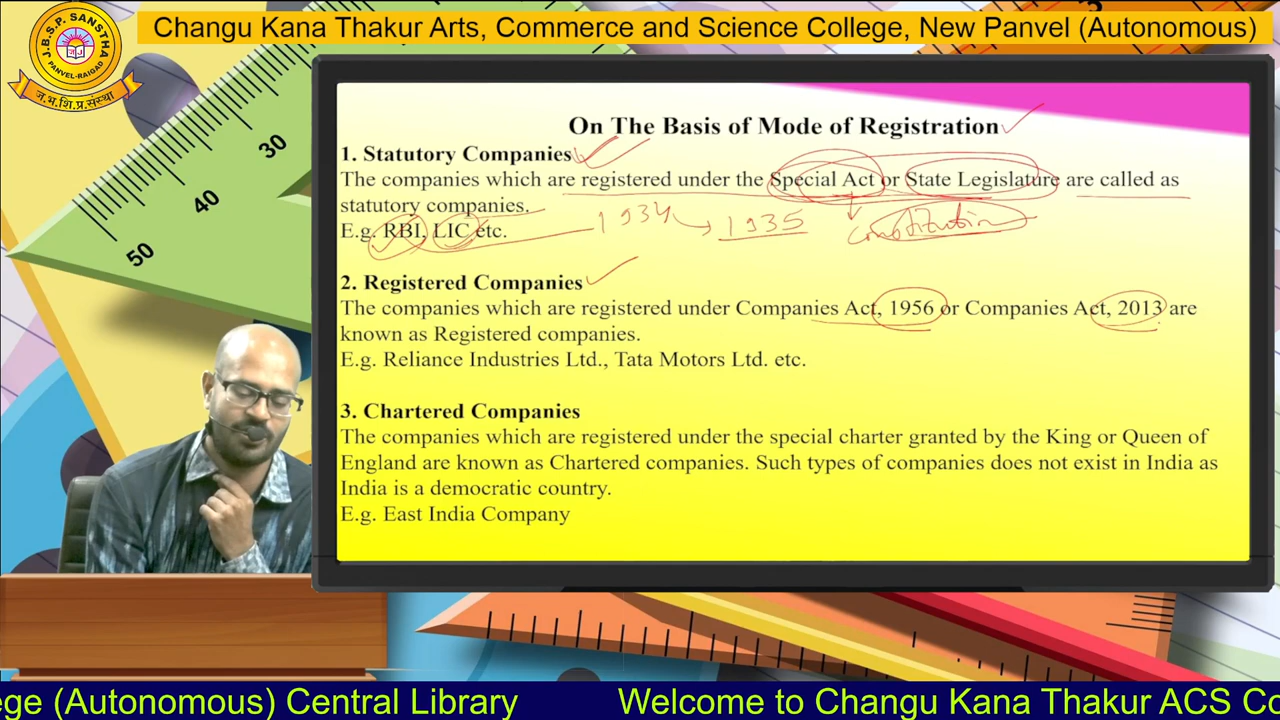 Changu Kana Thakur Arts, Commerce and Science College, New Panvel (Autonomous)
J.B.S.P. SANSTHA
PANVEL-RAIGAD
ज.भ.शि.प्र.संस्था
30
40
50
3
On The Basis of Mode of Registration
1. Statutory Companies
The companies which are registered under the Special Act or State Legislature are called as
statutory companies.
1934 1935 constitution
E.g. RBI, LIC etc.
2. Registered Companies
The companies which are registered under Companies Act, 1956 or Companies Act, 2013 are
known as Registered companies.
E.g. Reliance Industries Ltd., Tata Motors Ltd. etc.
3. Chartered Companies
The companies which are registered under the special charter granted by the King or Queen of
England are known as Chartered companies. Such types of companies does not exist in India as
India is a democratic country.
E.g. East India Company
ege (Autonomous) Central Library Welcome to Changu Kana Thakur ACS Co